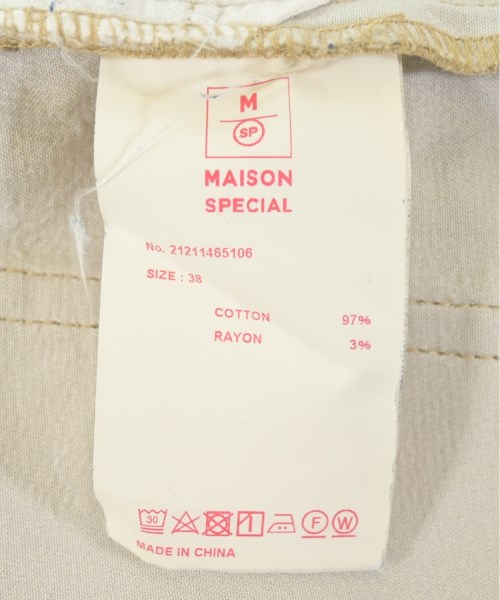 M
SP
MAISON
SPECIAL
No. 21211465106
SIZE : 38
COTTON 97%
RAYON 3%
30 F W
MADE IN CHINA